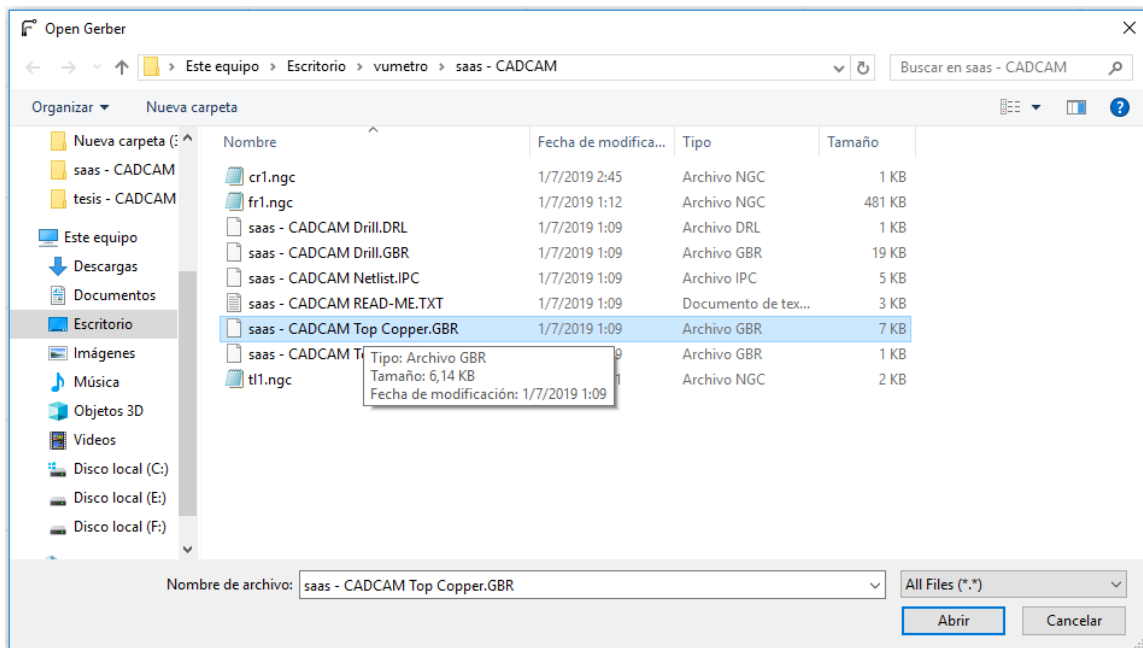 Open Gerber
Este equipo > Escritorio > vumetro > saas - CADCAM
Buscar en saas - CADCAM
Organizar
Nueva carpeta
Nueva carpeta (3
saas - CADCAM
tesis - CADCAM
Este equipo
Descargas
Documentos
Escritorio
Imágenes
Música
Objetos 3D
Videos
Disco local (C:)
Disco local (E:)
Disco local (F:)
Nombre Fecha de modifica... Tipo Tamaño
cr1.ngc 1/7/2019 2:45 Archivo NGC 1 KB
fr1.ngc 1/7/2019 1:12 Archivo NGC 481 KB
saas - CADCAM Drill.DRL 1/7/2019 1:09 Archivo DRL 1 KB
saas - CADCAM Drill.GBR 1/7/2019 1:09 Archivo GBR 19 KB
saas - CADCAM Netlist.IPC 1/7/2019 1:09 Archivo IPC 5 KB
saas - CADCAM READ-ME.TXT 1/7/2019 1:09 Documento de tex... 3 KB
saas - CADCAM Top Copper.GBR 1/7/2019 1:09 Archivo GBR 7 KB
saas - CADCAM Archivo GBR 1 KB
tl1.ngc Archivo NGC 2 KB
Tipo: Archivo GBR
Tamaño: 6,14 KB
Fecha de modificación: 1/7/2019 1:09
Nombre de archivo: saas - CADCAM Top Copper.GBR
All Files (*.*)
Abrir
Cancelar